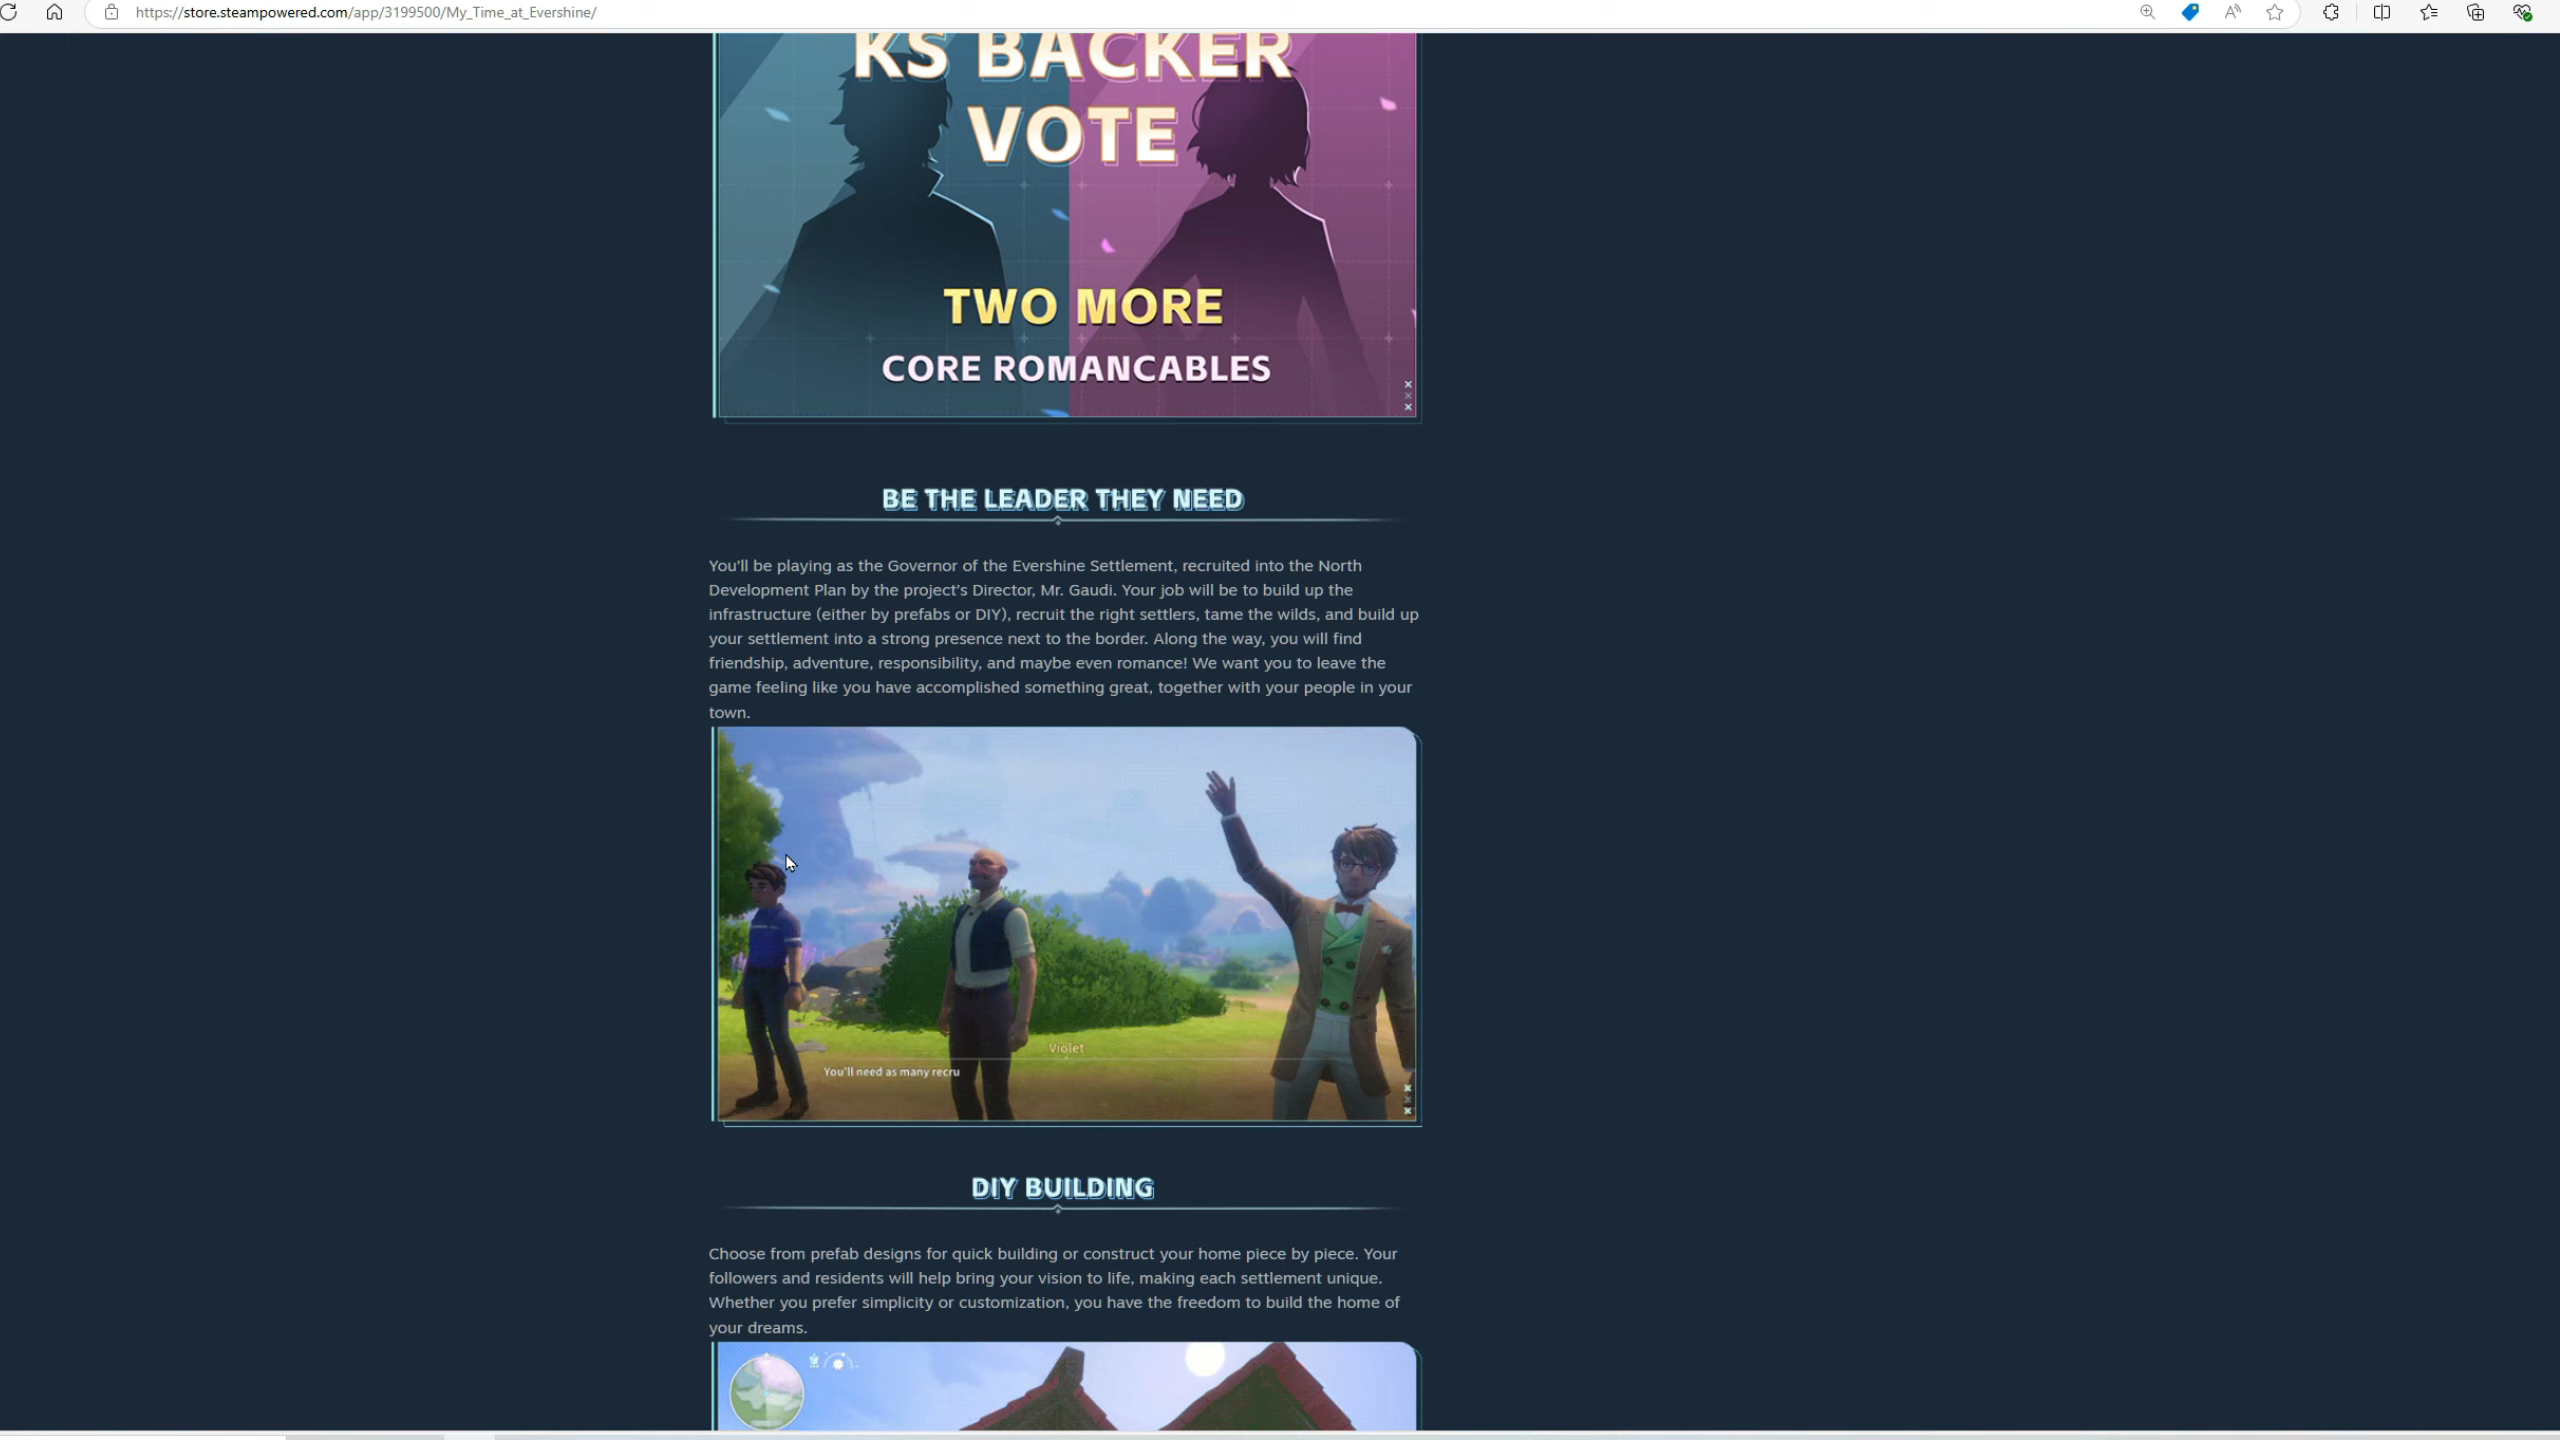 https://store.steampowered.com/app/3199500/My_Time_at_Evershine/
KS BACKER
VOTE
TWO MORE
CORE ROMANCABLES
BE THE LEADER THEY NEED
You'll be playing as the Governor of the Evershine Settlement, recruited into the North
Development Plan by the project's Director, Mr. Gaudi. Your job will be to build up the
infrastructure (either by prefabs or DIY), recruit the right settlers, tame the wilds, and build up
your settlement into a strong presence next to the border. Along the way, you will find
friendship, adventure, responsibility, and maybe even romance! We want you to leave the
game feeling like you have accomplished something great, together with your people in your
town.
Violet
You'll need as many recru
DIY BUILDING
Choose from prefab designs for quick building or construct your home piece by piece. Your
followers and residents will help bring your vision to life, making each settlement unique.
Whether you prefer simplicity or customization, you have the freedom to build the home of
your dreams.